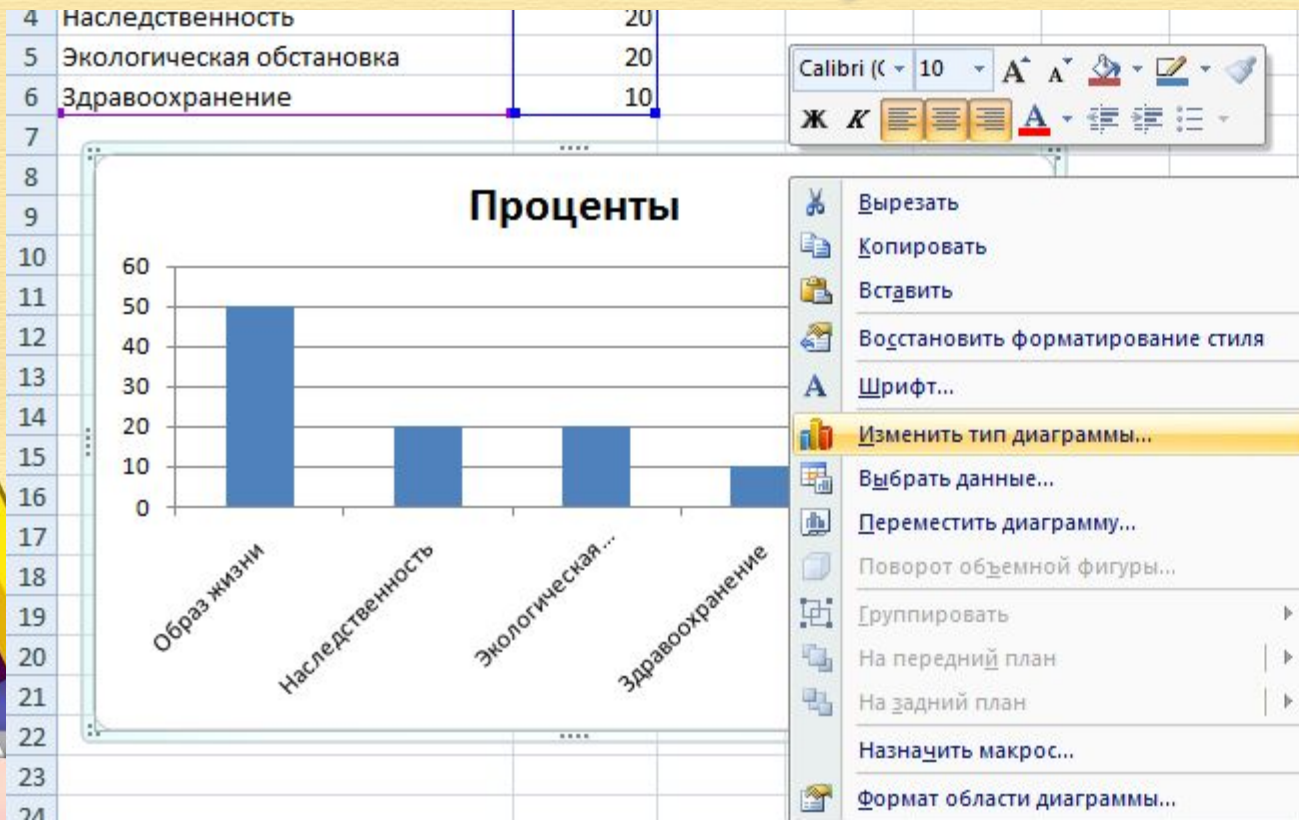 4 Наследственность 20
5 Экологическая обстановка 20
6 Здравоохранение 10
7
8
9
10
11
12
13
14
15
16
17
18
19
20
21
22
23
24
Calibri (( 10 A A
Ж К A
Проценты
60
50
40
30
20
10
0
Образ жизни
Наследственность
Экологическая...
Здравоохранение
Вырезать
Копировать
Вставить
Восстановить форматирование стиля
Шрифт...
Изменить тип диаграммы...
Выбрать данные...
Переместить диаграмму...
Поворот объемной фигуры...
Группировать
На передний план
На задний план
Назначить макрос...
Формат области диаграммы...